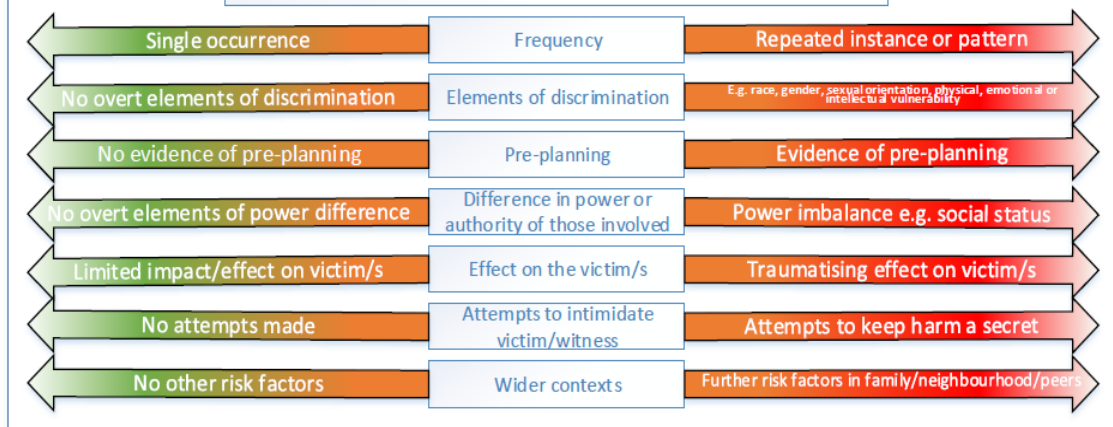 Single occurrence
Frequency
Repeated instance or pattern
No overt elements of discrimination
Elements of discrimination
E.g. race, gender, sexual orientation, physical, emotional or
intellectual vulnerability
No evidence of pre-planning
Pre-planning
Evidence of pre-planning
No overt elements of power difference
Difference in power or
authority of those involved
Power imbalance e.g. social status
Limited impact/effect on victim/s
Effect on the victim/s
Traumatising effect on victim/s
No attempts made
Attempts to intimidate
victim/witness
Attempts to keep harm a secret
No other risk factors
Wider contexts
Further risk factors in family/neighbourhood/peers